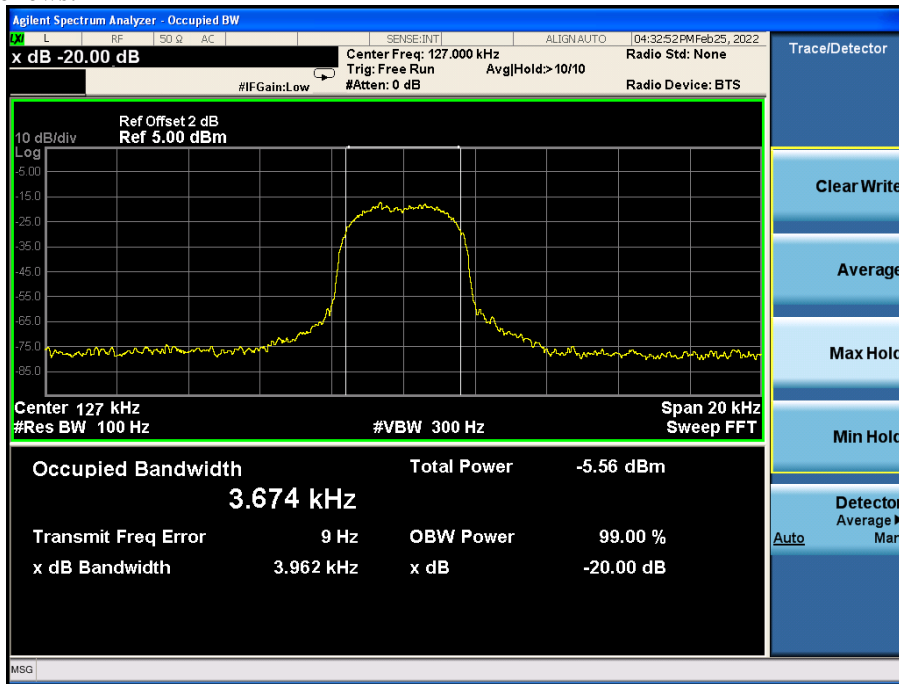 Agilent Spectrum Analyzer - Occupied BW
LXI L RF 50 Ω AC SENSE:INT ALIGN AUTO 04:32:52 PM Feb 25, 2022
x dB -20.00 dB
Center Freq: 127.000 kHz
Radio Std: None
Trig: Free Run Avg|Hold:> 10/10
#IFGain:Low #Atten: 0 dB Radio Device: BTS
Trace/Detector
Ref Offset 2 dB
10 dB/div Ref 5.00 dBm
Log
-5.00
-15.0
-25.0
-35.0
-45.0
-55.0
-65.0
-75.0
-85.0
Center 127 kHz Span 20 kHz
#Res BW 100 Hz #VBW 300 Hz Sweep FFT
Occupied Bandwidth Total Power -5.56 dBm
3.674 kHz
Transmit Freq Error 9 Hz OBW Power 99.00 %
x dB Bandwidth 3.962 kHz x dB -20.00 dB
Clear Write
Average
Max Hold
Min Hold
Detector
Average
Auto Man
MSG